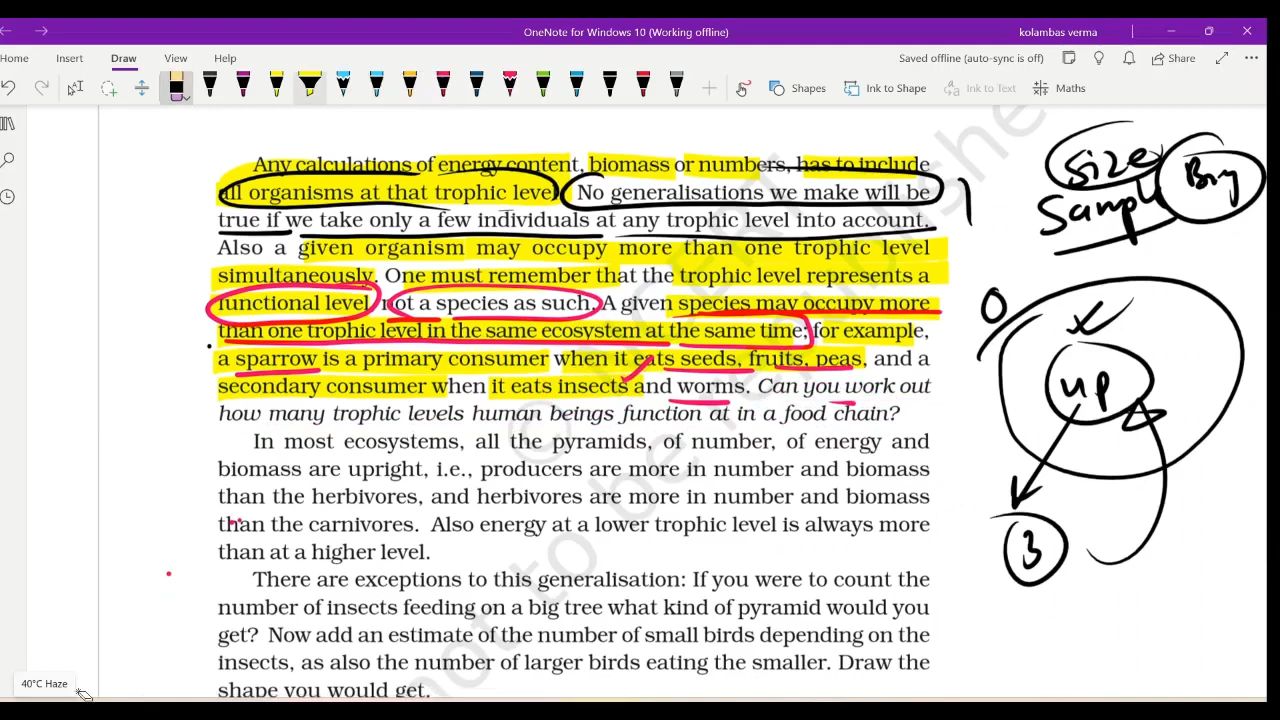 OneNote for Windows 10 (Working offline)
kolambas verma
Home Insert Draw View Help
Saved offline (auto-sync is off)
Share
Shapes
Ink to Shape
Ink to Text
Maths
Any calculations of energy content, biomass or numbers, has to include
all organisms at that trophic level. No generalisations we make will be
true if we take only a few individuals at any trophic level into account.
Also a given organism may occupy more than one trophic level
simultaneously. One must remember that the trophic level represents a
functional level, not a species as such. A given species may occupy more
than one trophic level in the same ecosystem at the same time; for example,
a sparrow is a primary consumer when it eats seeds, fruits, peas, and a
secondary consumer when it eats insects and worms. Can you work out
how many trophic levels human beings function at in a food chain?
In most ecosystems, all the pyramids, of number, of energy and
biomass are upright, i.e., producers are more in number and biomass
than the herbivores, and herbivores are more in number and biomass
than the carnivores. Also energy at a lower trophic level is always more
than at a higher level.
There are exceptions to this generalisation: If you were to count the
number of insects feeding on a big tree what kind of pyramid would you
get? Now add an estimate of the number of small birds depending on the
insects, as also the number of larger birds eating the smaller. Draw the
shape you would get.
Size
Sample
Big
up
3
not to be re
40°C Haze